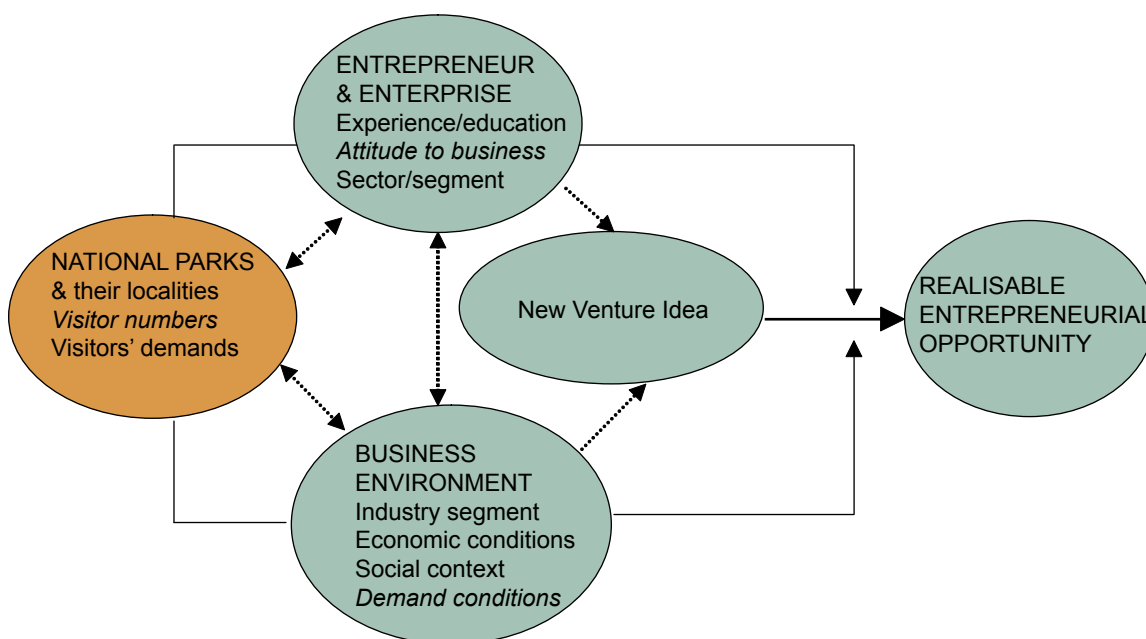 ENTREPRENEUR
& ENTERPRISE
Experience/education
Attitude to business
Sector/segment
NATIONAL PARKS
& their localities
Visitor numbers
Visitors’ demands
New Venture Idea
REALISABLE
ENTREPRENEURIAL
OPPORTUNITY
BUSINESS
ENVIRONMENT
Industry segment
Economic conditions
Social context
Demand conditions